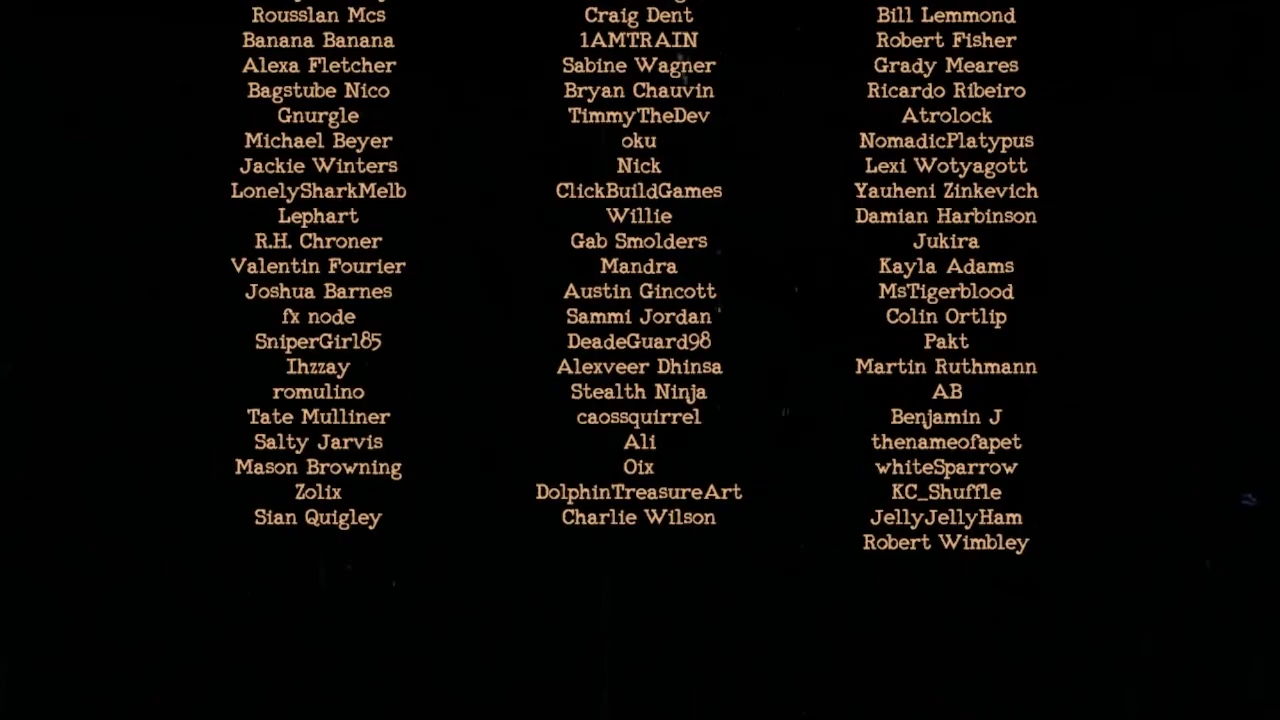 Rousslan Mcs
Banana Banana
Alexa Fletcher
Bagstube Nico
Gnurgle
Michael Beyer
Jackie Winters
LonelySharkMelb
Lephart
R.H. Chroner
Valentin Fourier
Joshua Barnes
fx node
SniperGirl85
Ihzzay
romulino
Tate Mulliner
Salty Jarvis
Mason Browning
Zolix
Sian Quigley
Craig Dent
1AMTRAIN
Sabine Wagner
Bryan Chauvin
TimmyTheDev
oku
Nick
ClickBuildGames
Willie
Gab Smolders
Mandra
Austin Gincott
Sammi Jordan
DeadeGuard98
Alexveer Dhinsa
Stealth Ninja
caossquirrel
Ali
Oix
DolphinTreasureArt
Charlie Wilson
Bill Lemmond
Robert Fisher
Grady Meares
Ricardo Ribeiro
Atrolock
NomadicPlatypus
Lexi Wotyagott
Yauheni Zinkevich
Damian Harbinson
Jukira
Kayla Adams
MsTigerblood
Colin Ortlip
Pakt
Martin Ruthmann
AB
Benjamin J
thenameofapet
whiteSparrow
KC_Shuffle
JellyJellyHam
Robert Wimbley